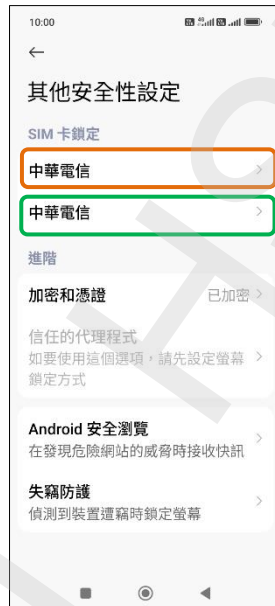 10:00
其他安全性設定
SIM 卡鎖定
中華電信
中華電信
進階
加密和憑證 已加密
信任的代理程式
如要使用這個選項，請先設定螢幕
鎖定方式
Android 安全瀏覽
在發現危險網站的威脅時接收快訊
失竊防護
偵測到裝置遭竊時鎖定螢幕